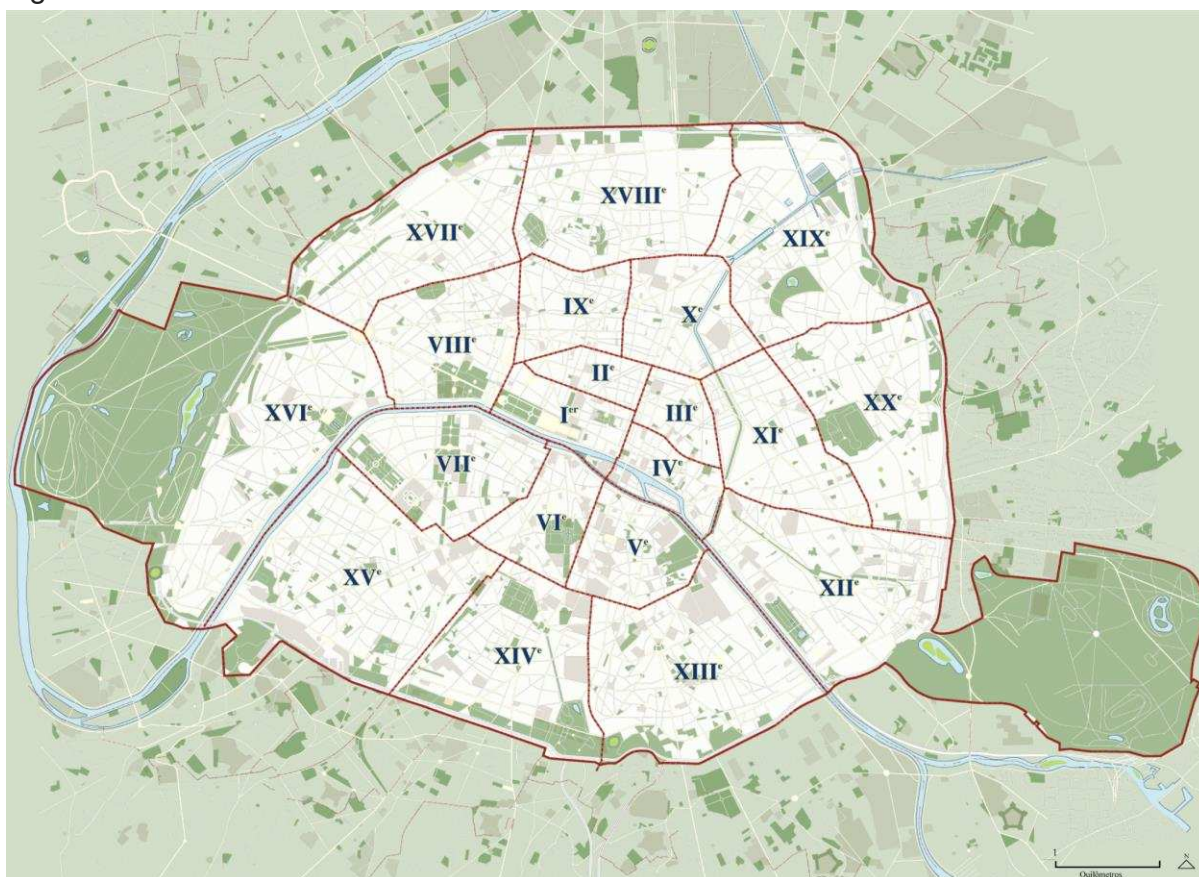 XVIIIᵉ
XIXᵉ
XVIIᵉ
IXᵉ
Xᵉ
VIIIᵉ
IIᵉ
Iᵉʳ
IIIᵉ
XXᵉ
XVIᵉ
XIᵉ
VIIᵉ
IVᵉ
VIᵉ
Vᵉ
XVᵉ
XIIᵉ
XIVᵉ
XIIIᵉ
1
N
Quilômetros